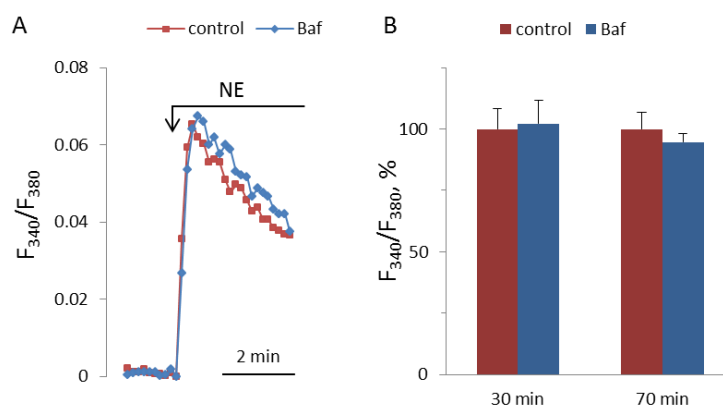 A
control Baf
F340/F380
0.08
0.06
0.04
0.02
0
NE
2 min
B
control Baf
F340/F380, %
100
50
0
30 min 70 min